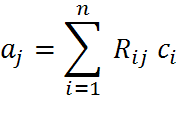 a_j = \sum_{i=1}^{n} R_{ij} c_i